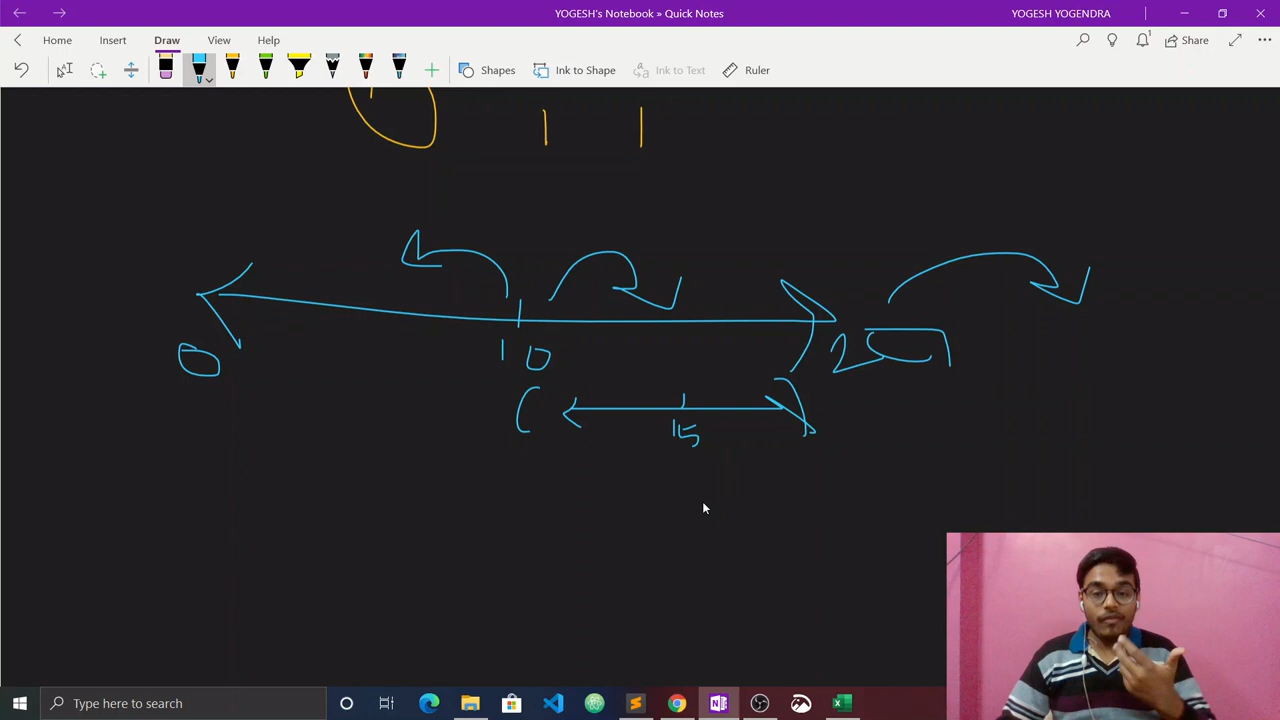 YOGESH's Notebook » Quick Notes
YOGESH YOGENDRA
Home Insert Draw View Help
Share
Shapes
Ink to Shape
Ink to Text
Ruler
0
10
15
Type here to search